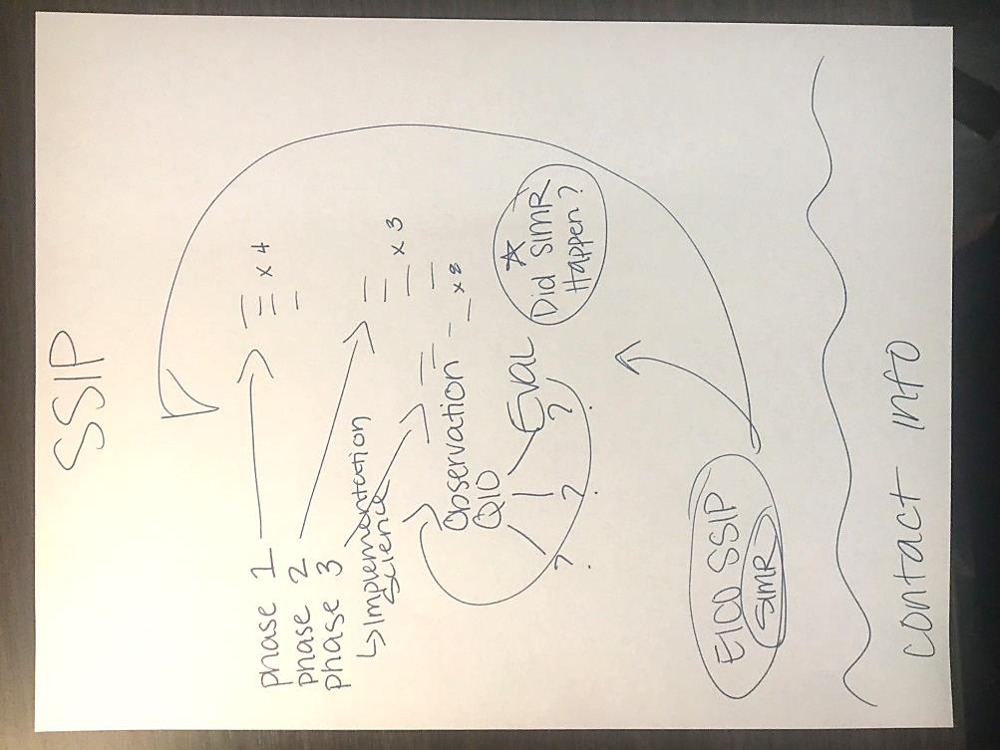 SSIP
phase 1
x 4
phase 2
phase 3
x 3
↳ Implementation
science
x 8
Observation
QIO
Eval
? ? ?
☆
Did SIMR
Happen?
EICO SSIP
SIMR
contact info